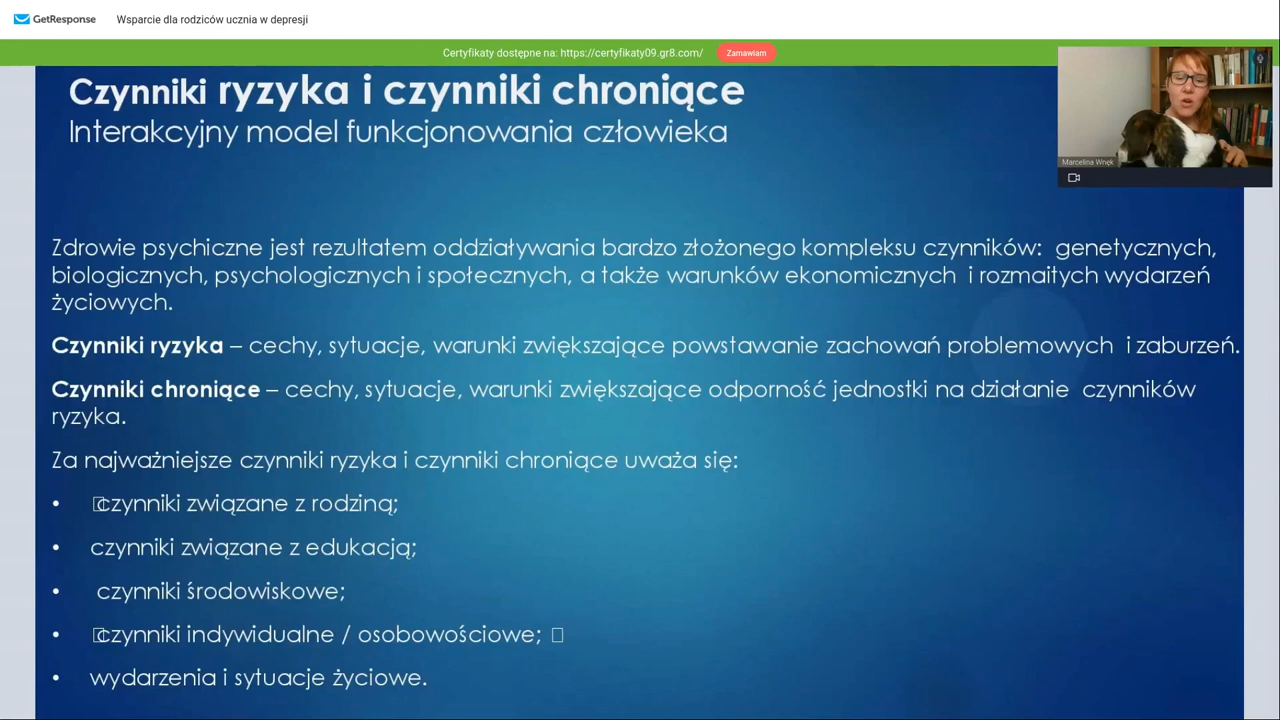 GetResponse Wsparcie dla rodziców ucznia w depresji
Certyfikaty dostępne na: https://certyfikaty09.gr8.com/ Zamawiam
Czynniki ryzyka i czynniki chroniące
Interakcyjny model funkcjonowania człowieka
Marcelina Wnęk
Zdrowie psychiczne jest rezultatem oddziaływania bardzo złożonego kompleksu czynników: genetycznych,
biologicznych, psychologicznych i społecznych, a także warunków ekonomicznych i rozmaitych wydarzeń
życiowych.
Czynniki ryzyka – cechy, sytuacje, warunki zwiększające powstawanie zachowań problemowych i zaburzeń.
Czynniki chroniące – cechy, sytuacje, warunki zwiększające odporność jednostki na działanie czynników
ryzyka.
Za najważniejsze czynniki ryzyka i czynniki chroniące uważa się:
• czynniki związane z rodziną;
• czynniki związane z edukacją;
• czynniki środowiskowe;
• czynniki indywidualne / osobowościowe;
• wydarzenia i sytuacje życiowe.